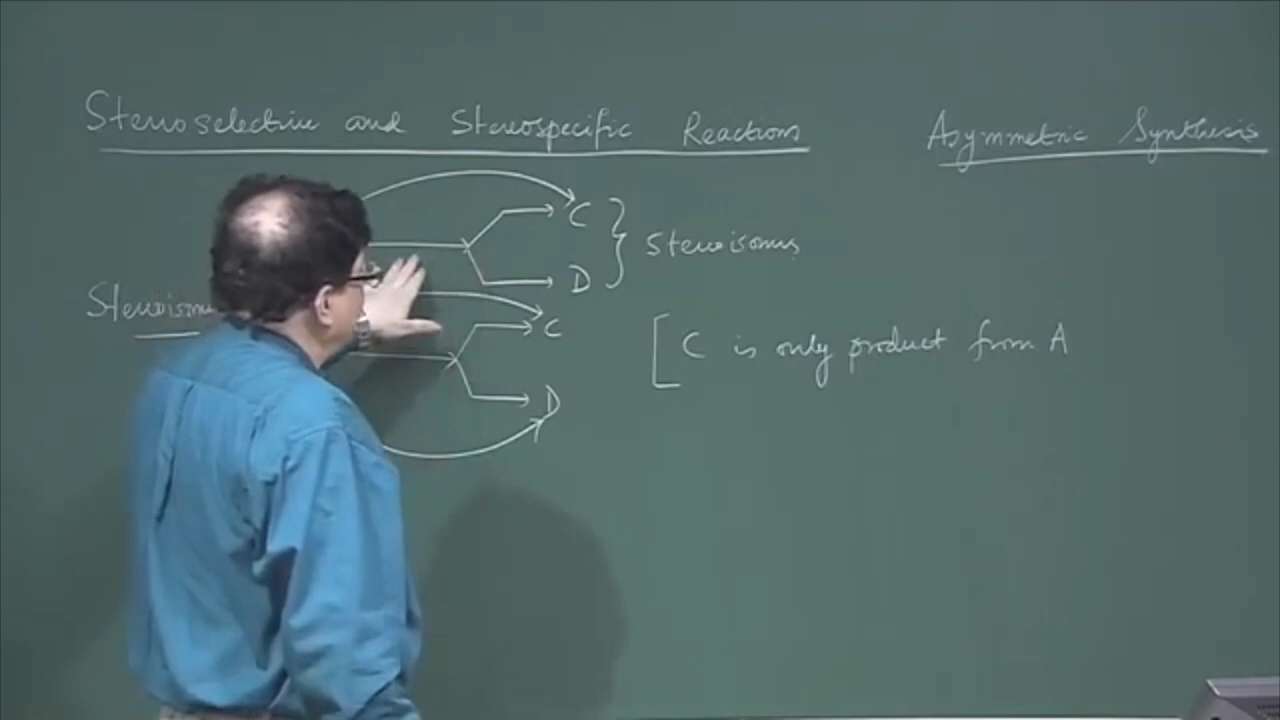 Stereoselective and Stereospecific Reactions
Asymmetric Synthesis
C
D
Stereoisomers
C
D
C is only product from A